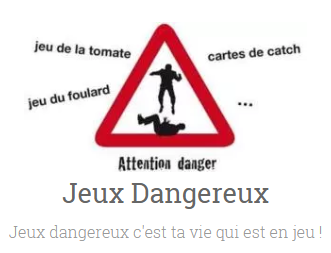 jeu de la tomate
cartes de catch
jeu du foulard
...
Attention danger
Jeux Dangereux
Jeux dangereux c'est ta vie qui est en jeu !